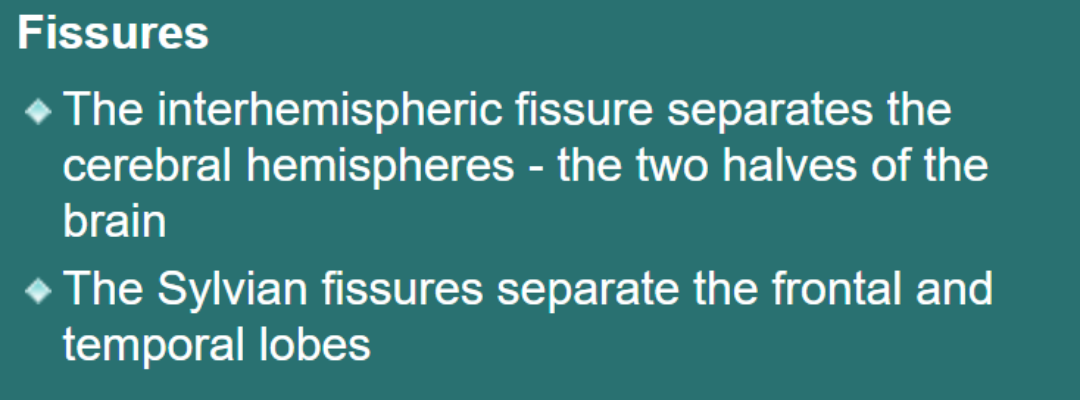 Fissures
The interhemispheric fissure separates the
cerebral hemispheres - the two halves of the
brain
The Sylvian fissures separate the frontal and
temporal lobes